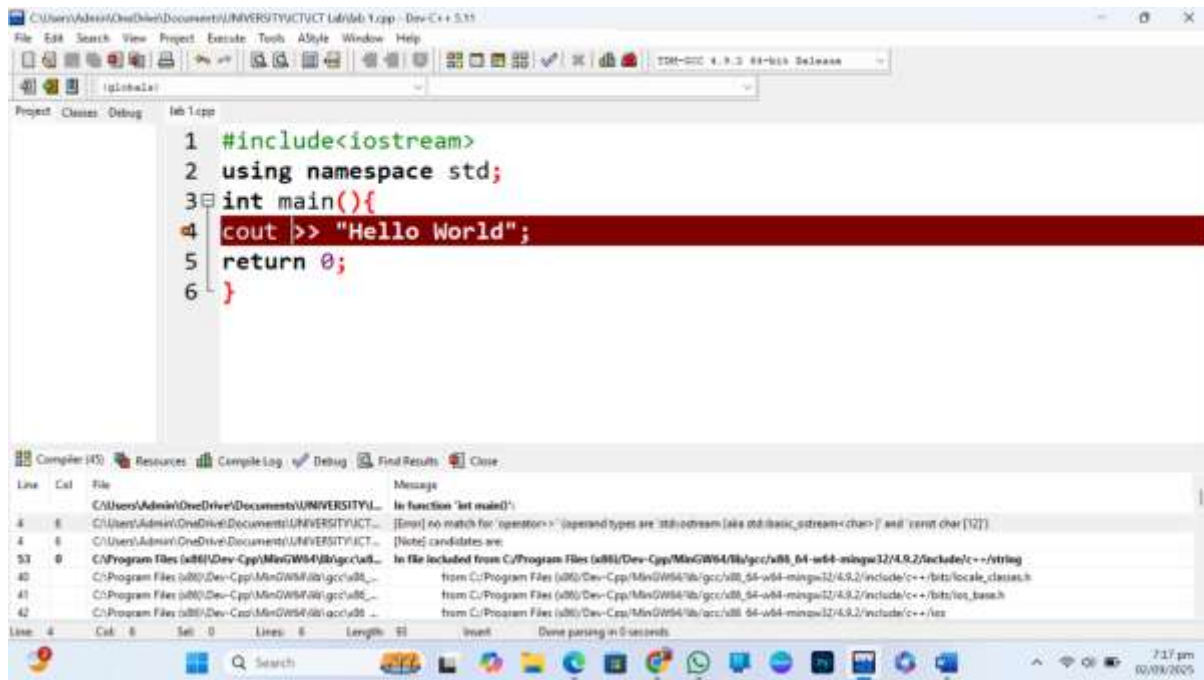 C:\Users\Admin\OneDrive\Documents\UNIVERSITY\ICT\ICT Lab\lab 1.cpp - Dev-C++ 5.11
File Edit Search View Project Execute Tools AStyle Window Help
TDM-GCC 4.9.2 64-bit Release
(globals)
Project Classes Debug lab 1.cpp
1 #include<iostream>
2 using namespace std;
3 int main(){
4 cout >> "Hello World";
5 return 0;
6 }
Compiler (45) Resources Compile Log Debug Find Results Close
Line Col File Message
C:\Users\Admin\OneDrive\Documents\UNIVERSITY\I... In function 'int main()':
4 6 C:\Users\Admin\OneDrive\Documents\UNIVERSITY\ICT... [Error] no match for 'operator>>' (operand types are 'std::ostream {aka std::basic_ostream<char>}' and 'const char [12]')
4 6 C:\Users\Admin\OneDrive\Documents\UNIVERSITY\ICT... [Note] candidates are:
53 0 C:\Program Files (x86)\Dev-Cpp\MinGW64\lib\gcc\x8... In file included from C:/Program Files (x86)/Dev-Cpp/MinGW64/lib/gcc/x86_64-w64-mingw32/4.9.2/include/c++/string
40 C:\Program Files (x86)\Dev-Cpp\MinGW64\lib\gcc\x86_... from C:/Program Files (x86)/Dev-Cpp/MinGW64/lib/gcc/x86_64-w64-mingw32/4.9.2/include/c++/bits/locale_classes.h
41 C:\Program Files (x86)\Dev-Cpp\MinGW64\lib\gcc\x86_... from C:/Program Files (x86)/Dev-Cpp/MinGW64/lib/gcc/x86_64-w64-mingw32/4.9.2/include/c++/bits/ios_base.h
42 C:\Program Files (x86)\Dev-Cpp\MinGW64\lib\gcc\x86_... from C:/Program Files (x86)/Dev-Cpp/MinGW64/lib/gcc/x86_64-w64-mingw32/4.9.2/include/c++/ios
Line: 4 Col: 6 Sel: 0 Lines: 6 Length: 93 Insert Done parsing in 0 seconds
Search
7:17 pm
02/09/2025